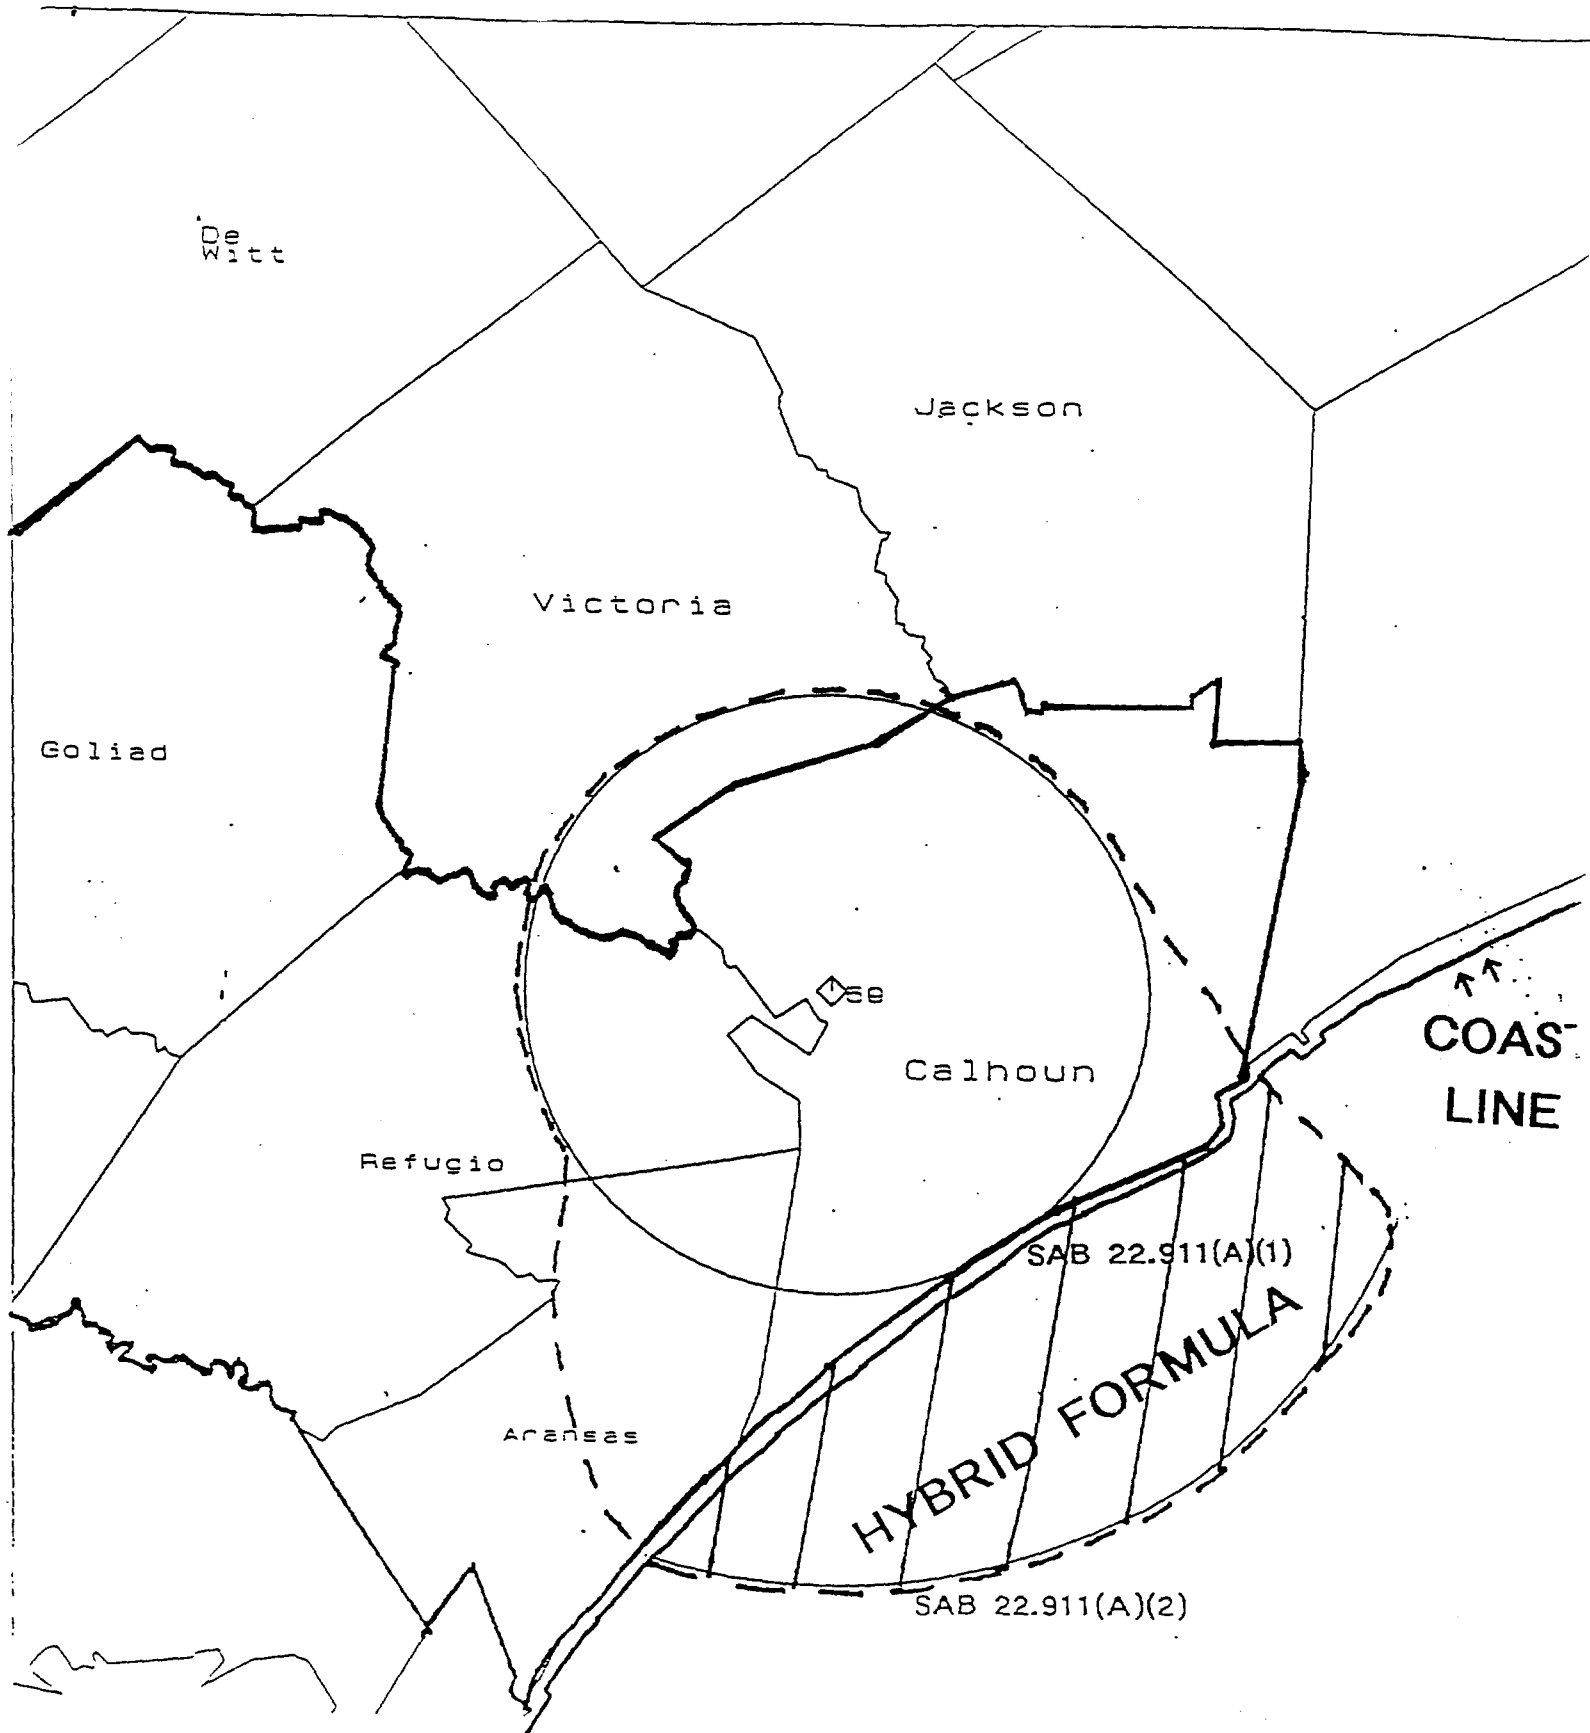 De
Witt
Jackson
Victoria
Goliad
58
COAST
LINE
Calhoun
Refugio
SAB 22.911(A)(1)
HYBRID FORMULA
Aransas
SAB 22.911(A)(2)